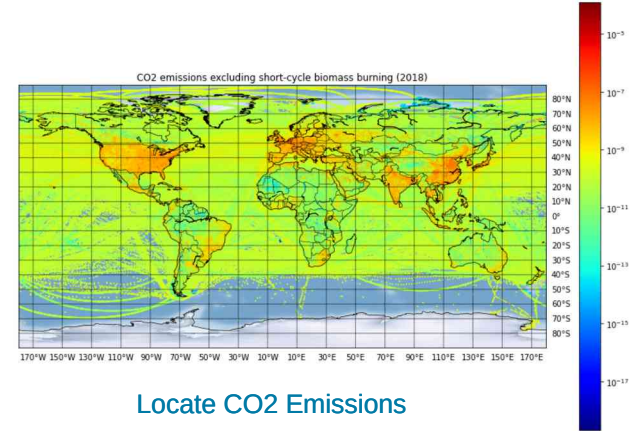 CO2 emissions excluding short-cycle biomass burning (2018)
80°N
70°N
60°N
50°N
40°N
30°N
20°N
10°N
0°
10°S
20°S
30°S
40°S
50°S
60°S
70°S
80°S
170°W 150°W 130°W 110°W 90°W 70°W 50°W 30°W 10°W 10°E 30°E 50°E 70°E 90°E 110°E 130°E 150°E 170°E
10⁻⁵
10⁻⁷
10⁻⁹
10⁻¹¹
10⁻¹³
10⁻¹⁵
10⁻¹⁷
Locate CO2 Emissions